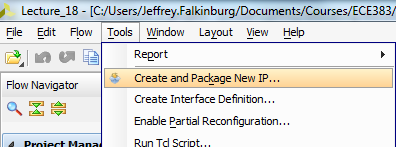 Lecture_18 - [C:/Users/Jeffrey.Falkinburg/Documents/Courses/ECE383/
File Edit Flow Tools Window Layout View Help
Report
Create and Package New IP...
Flow Navigator
Create Interface Definition...
Enable Partial Reconfiguration...
Project Manag
Run Tcl Script...